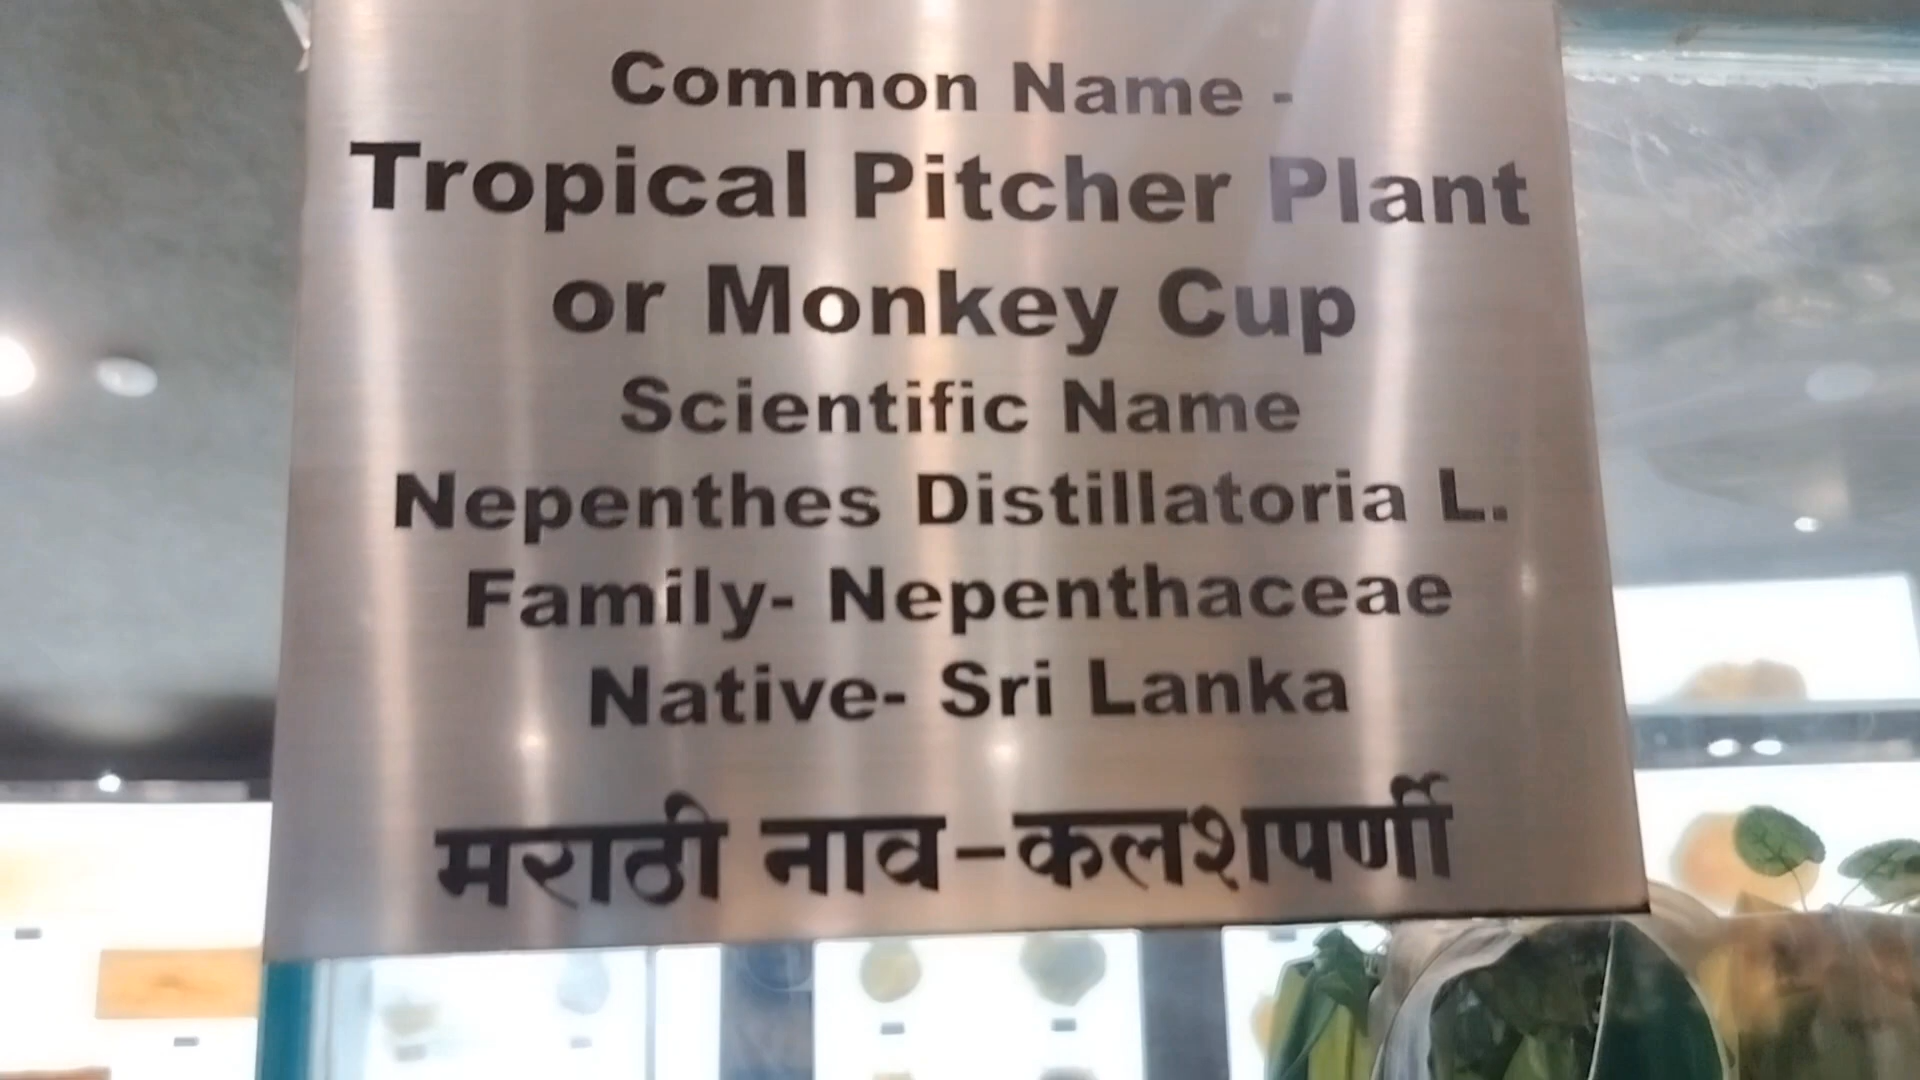 Common Name -
Tropical Pitcher Plant
or Monkey Cup
Scientific Name
Nepenthes Distillatoria L.
Family- Nepenthaceae
Native- Sri Lanka
मराठी नाव-कलशपर्णी